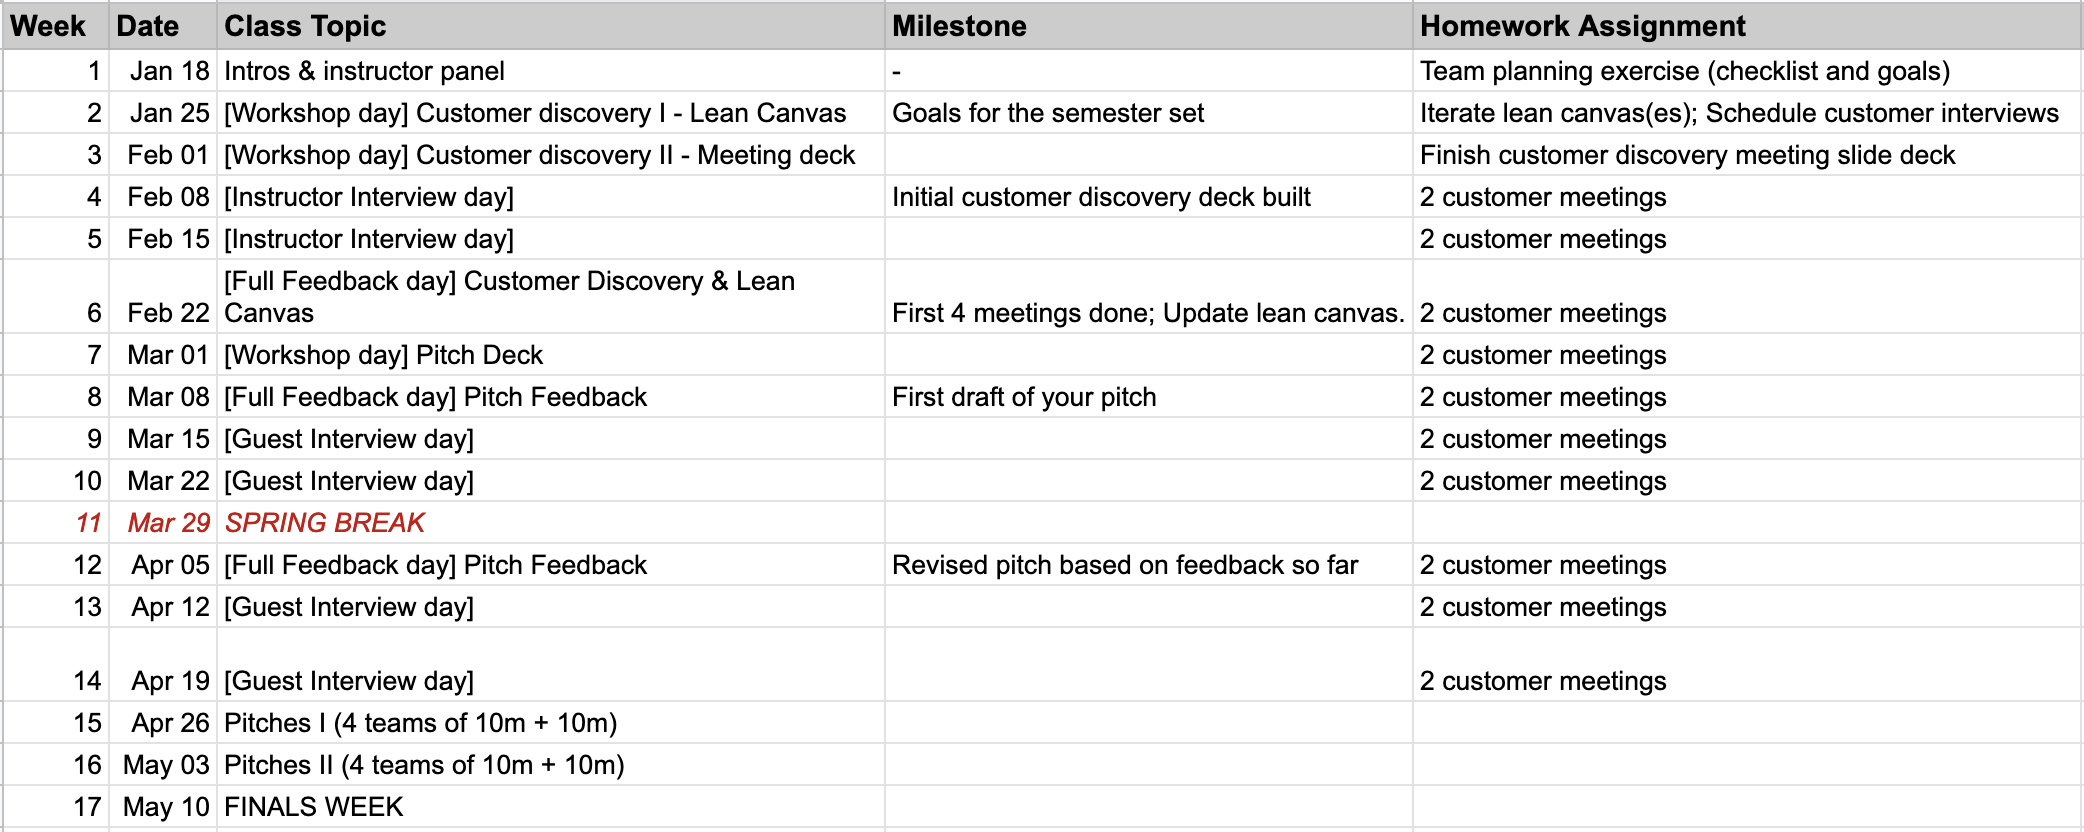 Week Date Class Topic Milestone Homework Assignment
1 Jan 18 Intros & instructor panel - Team planning exercise (checklist and goals)
2 Jan 25 [Workshop day] Customer discovery I - Lean Canvas Goals for the semester set Iterate lean canvas(es); Schedule customer interviews
3 Feb 01 [Workshop day] Customer discovery II - Meeting deck Finish customer discovery meeting slide deck
4 Feb 08 [Instructor Interview day] Initial customer discovery deck built 2 customer meetings
5 Feb 15 [Instructor Interview day] 2 customer meetings
[Full Feedback day] Customer Discovery & Lean
6 Feb 22 Canvas First 4 meetings done; Update lean canvas. 2 customer meetings
7 Mar 01 [Workshop day] Pitch Deck 2 customer meetings
8 Mar 08 [Full Feedback day] Pitch Feedback First draft of your pitch 2 customer meetings
9 Mar 15 [Guest Interview day] 2 customer meetings
10 Mar 22 [Guest Interview day] 2 customer meetings
11 Mar 29 SPRING BREAK
12 Apr 05 [Full Feedback day] Pitch Feedback Revised pitch based on feedback so far 2 customer meetings
13 Apr 12 [Guest Interview day] 2 customer meetings
14 Apr 19 [Guest Interview day] 2 customer meetings
15 Apr 26 Pitches I (4 teams of 10m + 10m)
16 May 03 Pitches II (4 teams of 10m + 10m)
17 May 10 FINALS WEEK